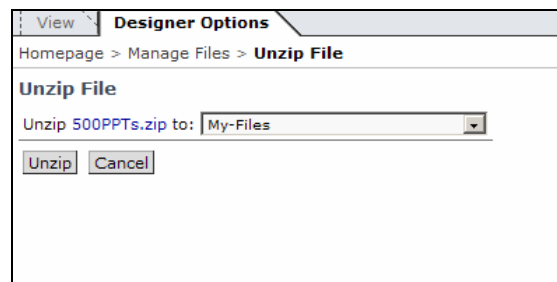 View Designer Options
Homepage > Manage Files > Unzip File
Unzip File
Unzip 500PPTs.zip to: My-Files
Unzip Cancel